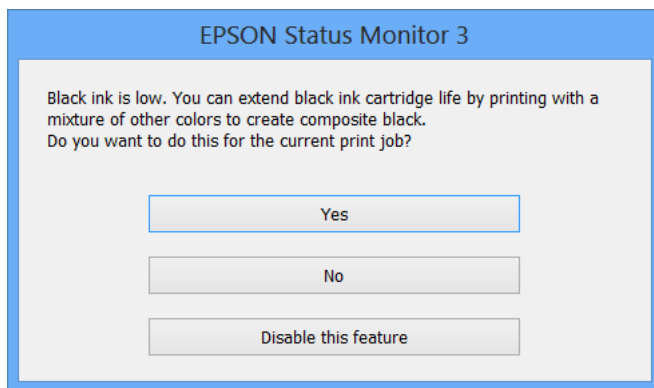 EPSON Status Monitor 3
Black ink is low. You can extend black ink cartridge life by printing with a
mixture of other colors to create composite black.
Do you want to do this for the current print job?
Yes
No
Disable this feature